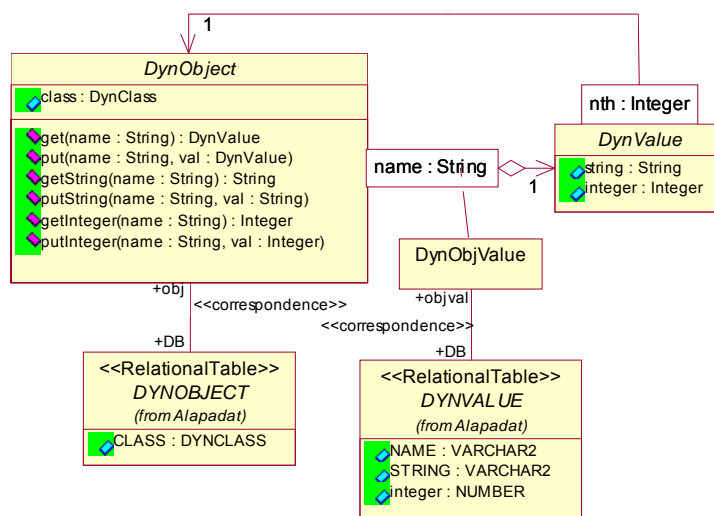 1
DynObject
class : DynClass
get(name : String) : DynValue
put(name : String, val : DynValue)
getString(name : String) : String
putString(name : String, val : String)
getInteger(name : String) : Integer
putInteger(name : String, val : Integer)
name : String
1
nth : Integer
DynValue
string : String
integer : Integer
DynObjValue
+obj
<<correspondence>>
+DB
+objval
<<correspondence>>
+DB
<<RelationalTable>>
DYNOBJECT
(from Alapadat)
CLASS : DYNCLASS
<<RelationalTable>>
DYNVALUE
(from Alapadat)
NAME : VARCHAR2
STRING : VARCHAR2
integer : NUMBER